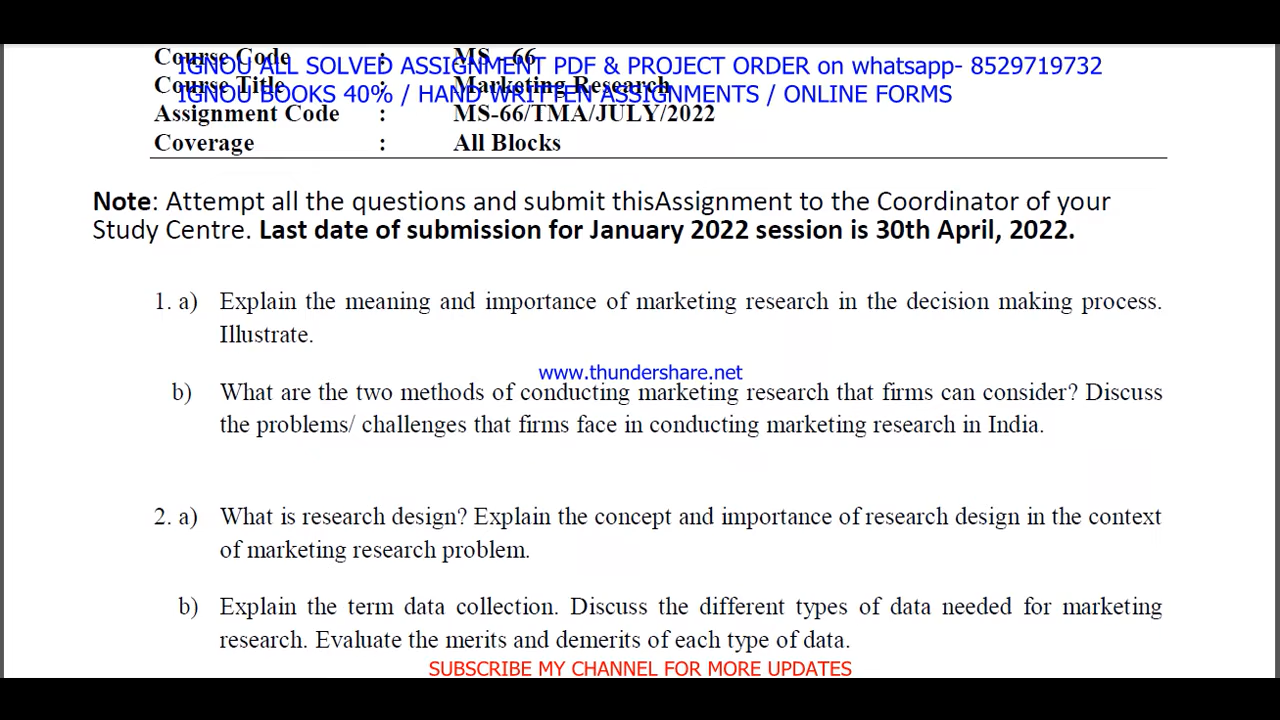 Course Code : MS - 66
IGNOU ALL SOLVED ASSIGNMENT PDF & PROJECT ORDER on whatsapp- 8529719732
Course Title : Marketing Research
IGNOU BOOKS 40% / HAND WRITTEN ASSIGNMENTS / ONLINE FORMS
Assignment Code : MS-66/TMA/JULY/2022
Coverage : All Blocks
Note: Attempt all the questions and submit thisAssignment to the Coordinator of your
Study Centre. Last date of submission for January 2022 session is 30th April, 2022.
1. a) Explain the meaning and importance of marketing research in the decision making process.
Illustrate.
www.thundershare.net
b) What are the two methods of conducting marketing research that firms can consider? Discuss
the problems/ challenges that firms face in conducting marketing research in India.
2. a) What is research design? Explain the concept and importance of research design in the context
of marketing research problem.
b) Explain the term data collection. Discuss the different types of data needed for marketing
research. Evaluate the merits and demerits of each type of data.
SUBSCRIBE MY CHANNEL FOR MORE UPDATES